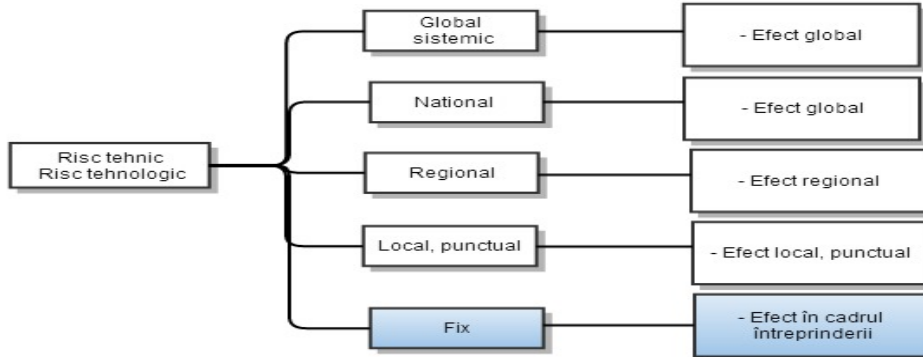 Global
sistemic
- Efect global
National
- Efect global
Risc tehnic
Risc tehnologic
Regional
- Efect regional
Local, punctual
- Efect local, punctual
Fix
- Efect în cadrul
întreprinderii